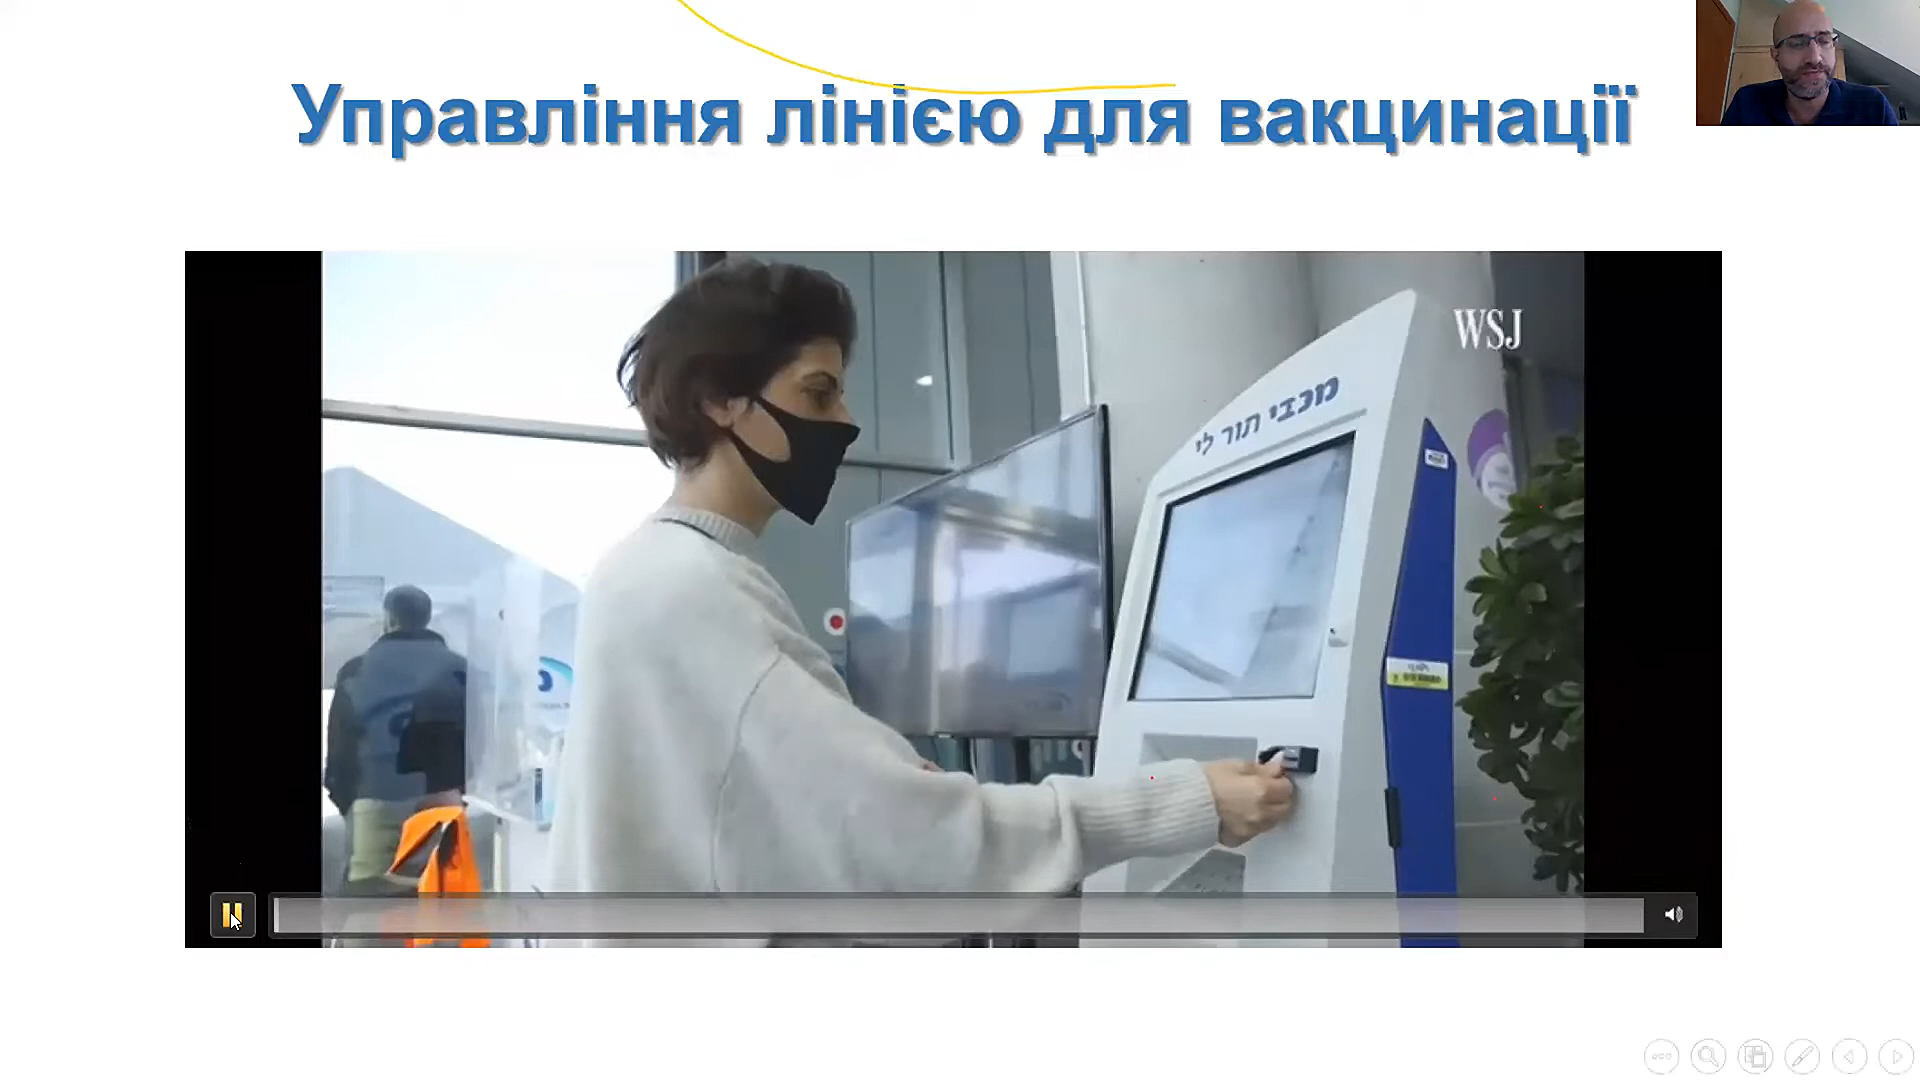 Управління лінією для вакцинації
WSJ
מכבי תור לי